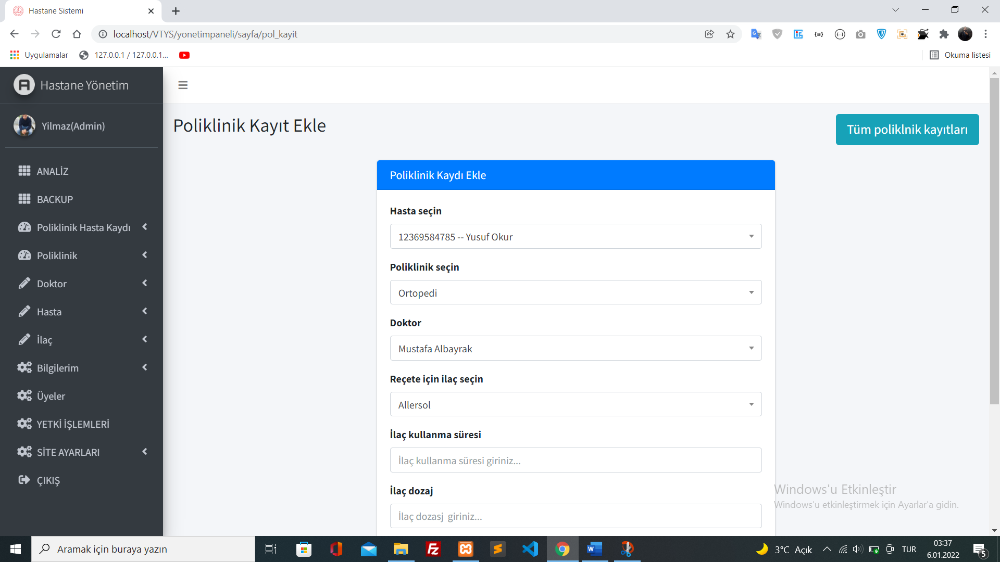 Hastane Sistemi
localhost/VTYS/yonetimpaneli/sayfa/pol_kayit
Uygulamalar
127.0.0.1 / 127.0.0.1...
Okuma listesi
A Hastane Yönetim
Yilmaz(Admin)
ANALİZ
BACKUP
Poliklinik Hasta Kaydı
Poliklinik
Doktor
Hasta
İlaç
Bilgilerim
Üyeler
YETKİ İŞLEMLERİ
SİTE AYARLARI
ÇIKIŞ
Poliklinik Kayıt Ekle
Tüm poliklnik kayıtları
Poliklinik Kaydı Ekle
Hasta seçin
12369584785 -- Yusuf Okur
Poliklinik seçin
Ortopedi
Doktor
Mustafa Albayrak
Reçete için ilaç seçin
Allersol
İlaç kullanma süresi
İlaç kullanma süresi giriniz...
İlaç dozaj
İlaç dozasj  giriniz...
Windows'u Etkinleştir
Windows'u etkinleştirmek için Ayarlar'a gidin.
Aramak için buraya yazın
3°C Açık
TUR
03:37
6.01.2022
5